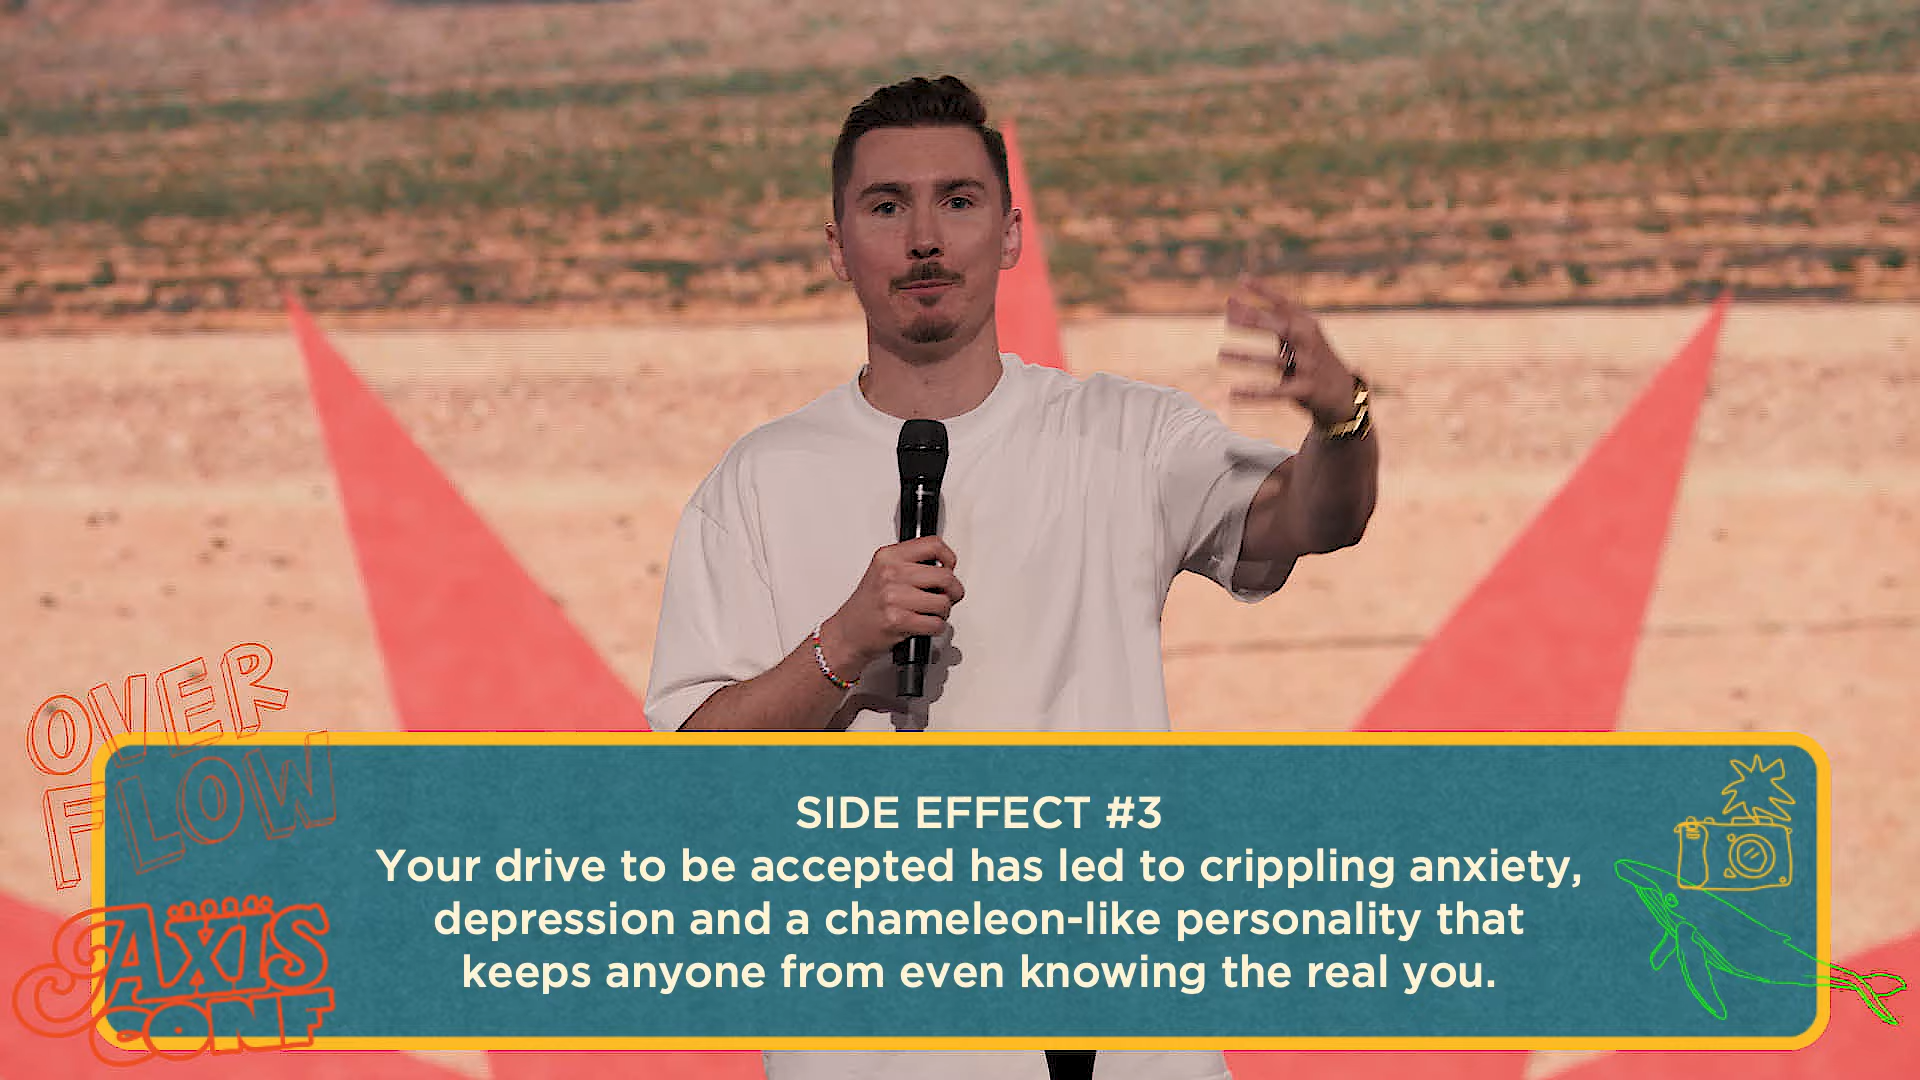 OVER
FLOW
AXIS
CONF
SIDE EFFECT #3
Your drive to be accepted has led to crippling anxiety,
depression and a chameleon-like personality that
keeps anyone from even knowing the real you.